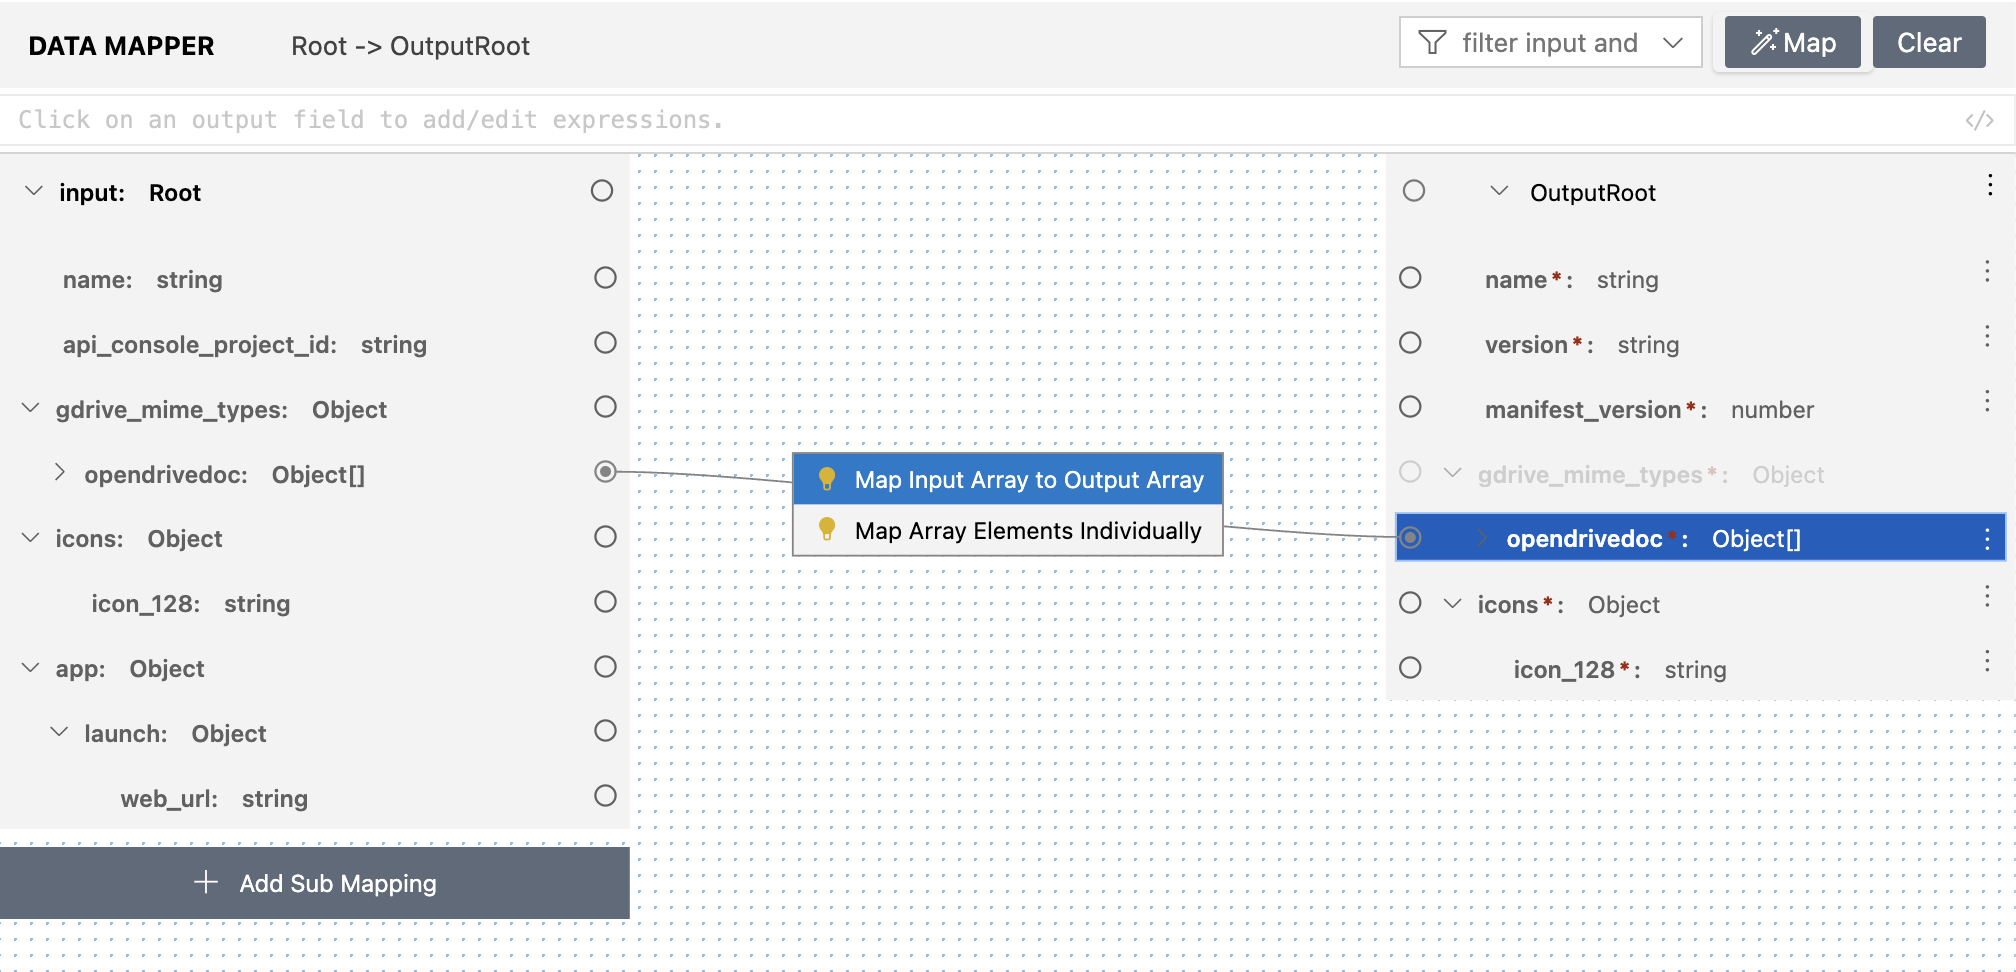 DATA MAPPER
Root -> OutputRoot
filter input and
Map
Clear
Click on an output field to add/edit expressions.
</>
input: Root
name: string
api_console_project_id: string
gdrive_mime_types: Object
opendrivedoc: Object[]
icons: Object
icon_128: string
app: Object
launch: Object
web_url: string
Add Sub Mapping
Map Input Array to Output Array
Map Array Elements Individually
OutputRoot
name*: string
version*: string
manifest_version*: number
gdrive_mime_types*: Object
opendrivedoc*: Object[]
icons*: Object
icon_128*: string